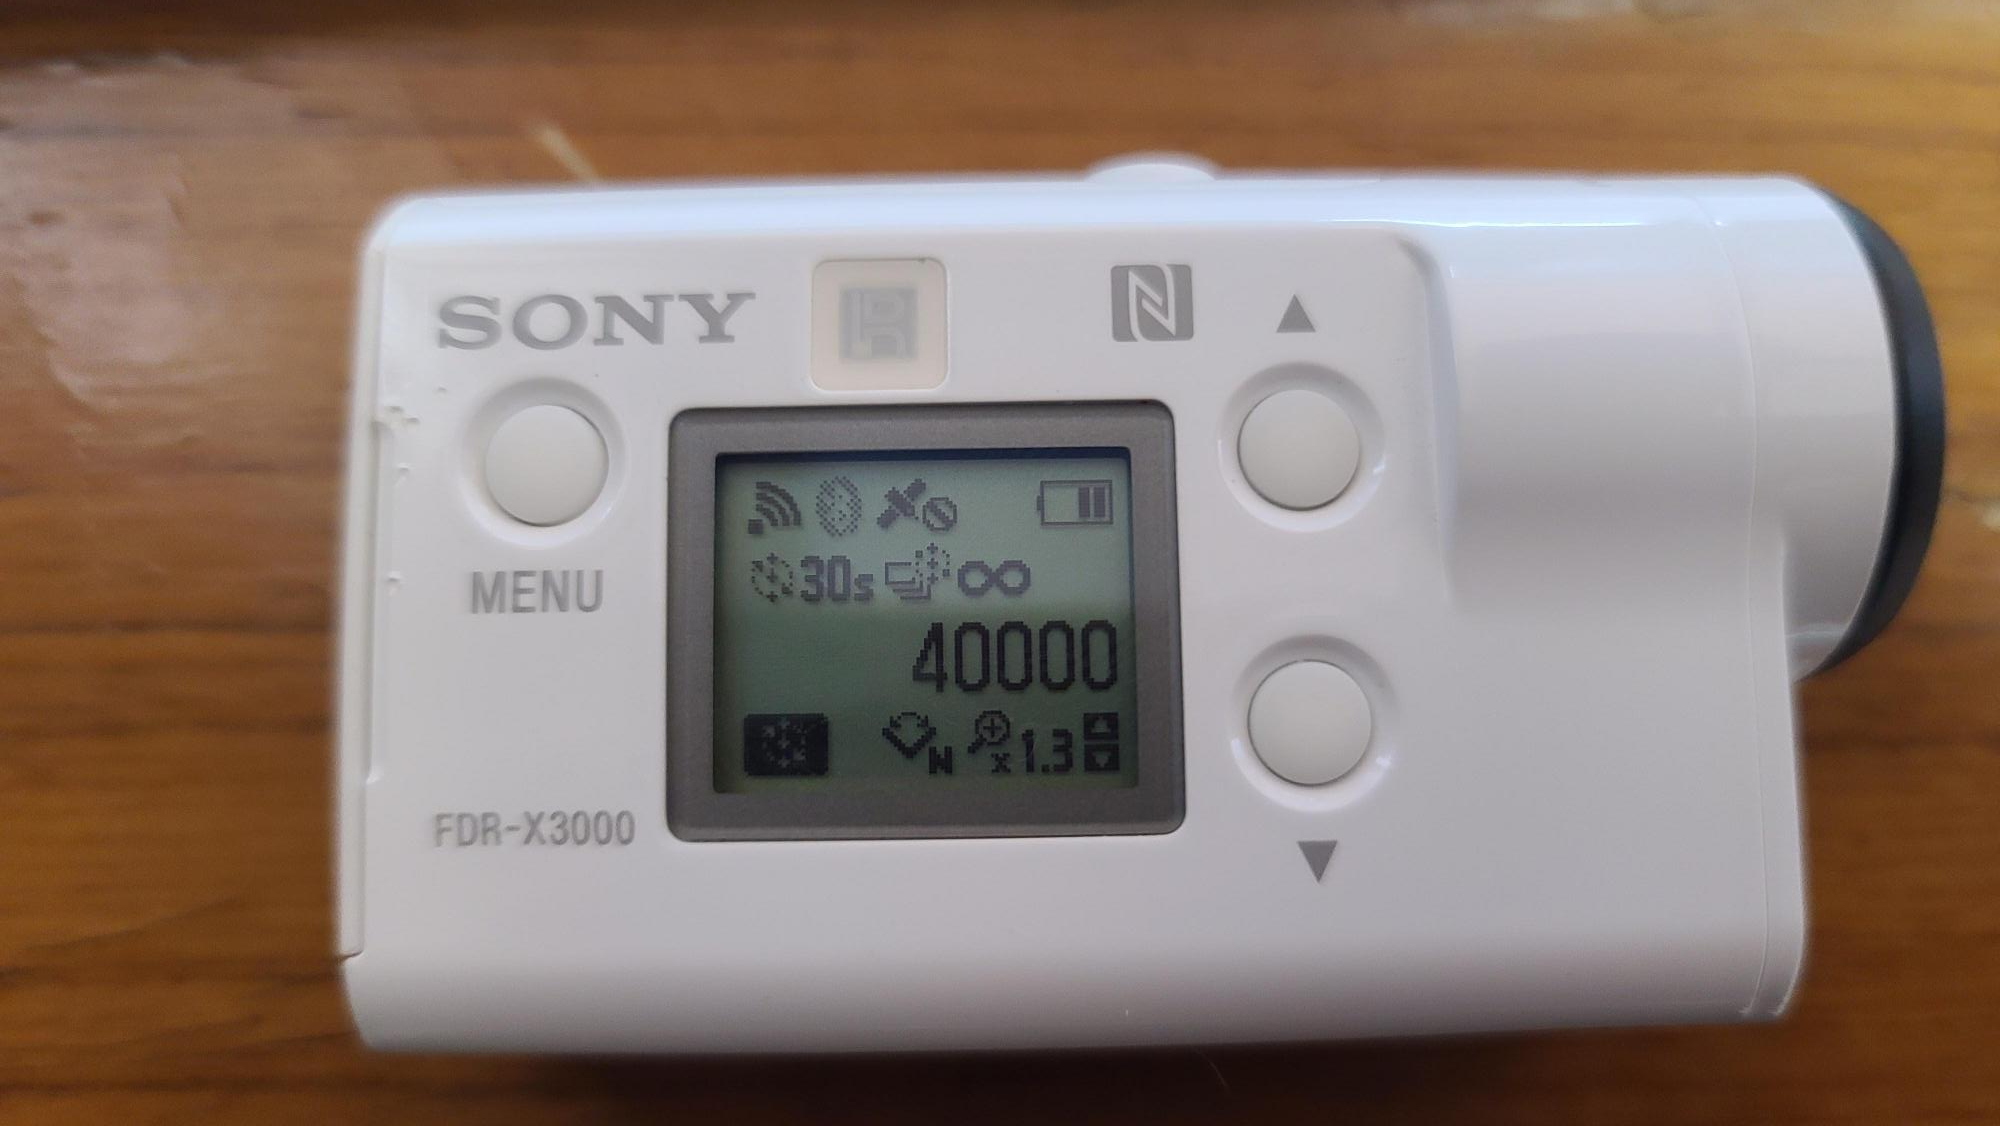 SONY
MENU
30s ∞
40000
N x1.3
FDR-X3000